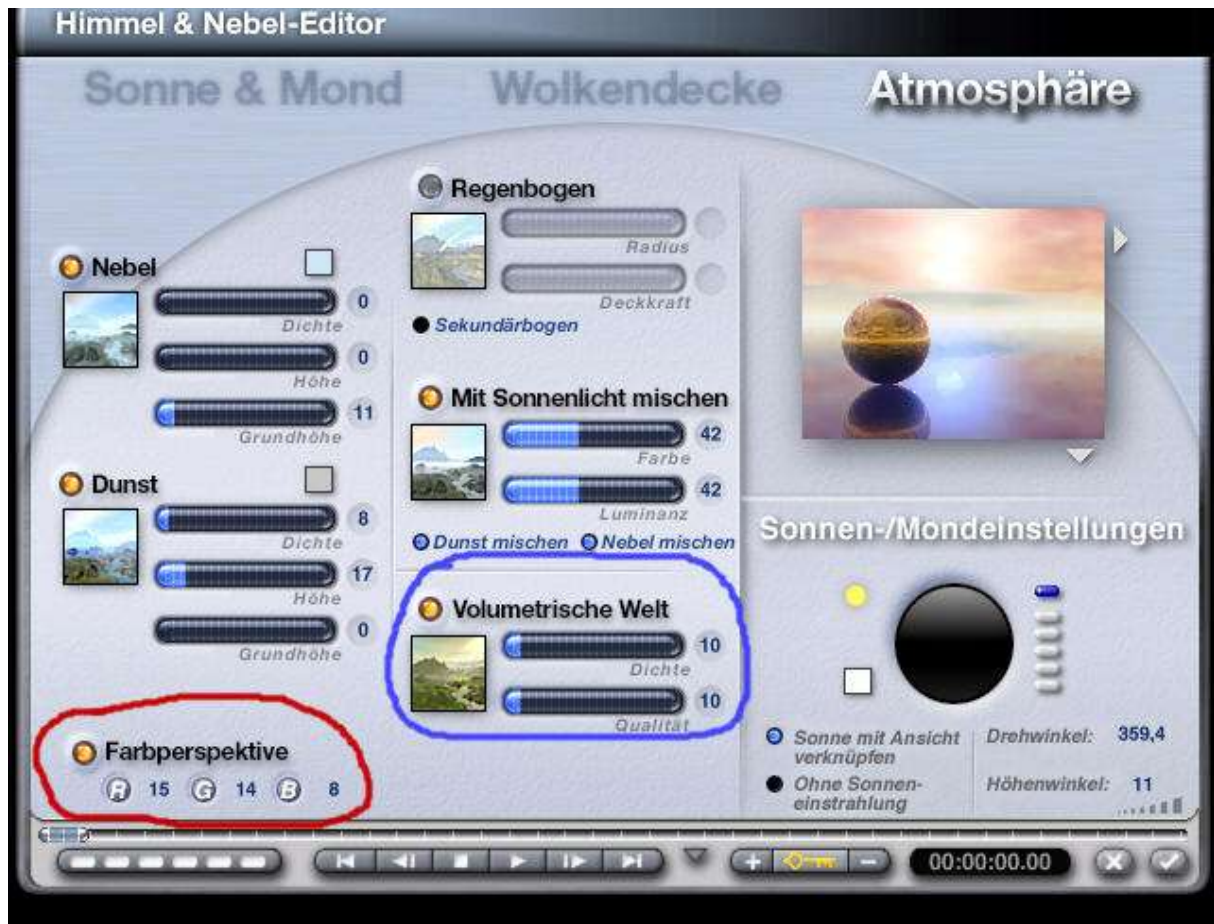 Himmel & Nebel-Editor
Sonne & Mond
Wolkendecke
Atmosphäre
Nebel
0
Dichte
0
Höhe
11
Grundhöhe
Dunst
8
Dichte
17
Höhe
0
Grundhöhe
Farbperspektive
R 15 G 14 B 8
Regenbogen
Radius
Deckkraft
Sekundärbogen
Mit Sonnenlicht mischen
42
Farbe
42
Luminanz
Dunst mischen Nebel mischen
Volumetrische Welt
10
Dichte
10
Qualität
Sonnen-/Mondeinstellungen
Sonne mit Ansicht
verknüpfen
Ohne Sonnen-
einstrahlung
Drehwinkel: 359,4
Höhenwinkel: 11
00:00:00.00